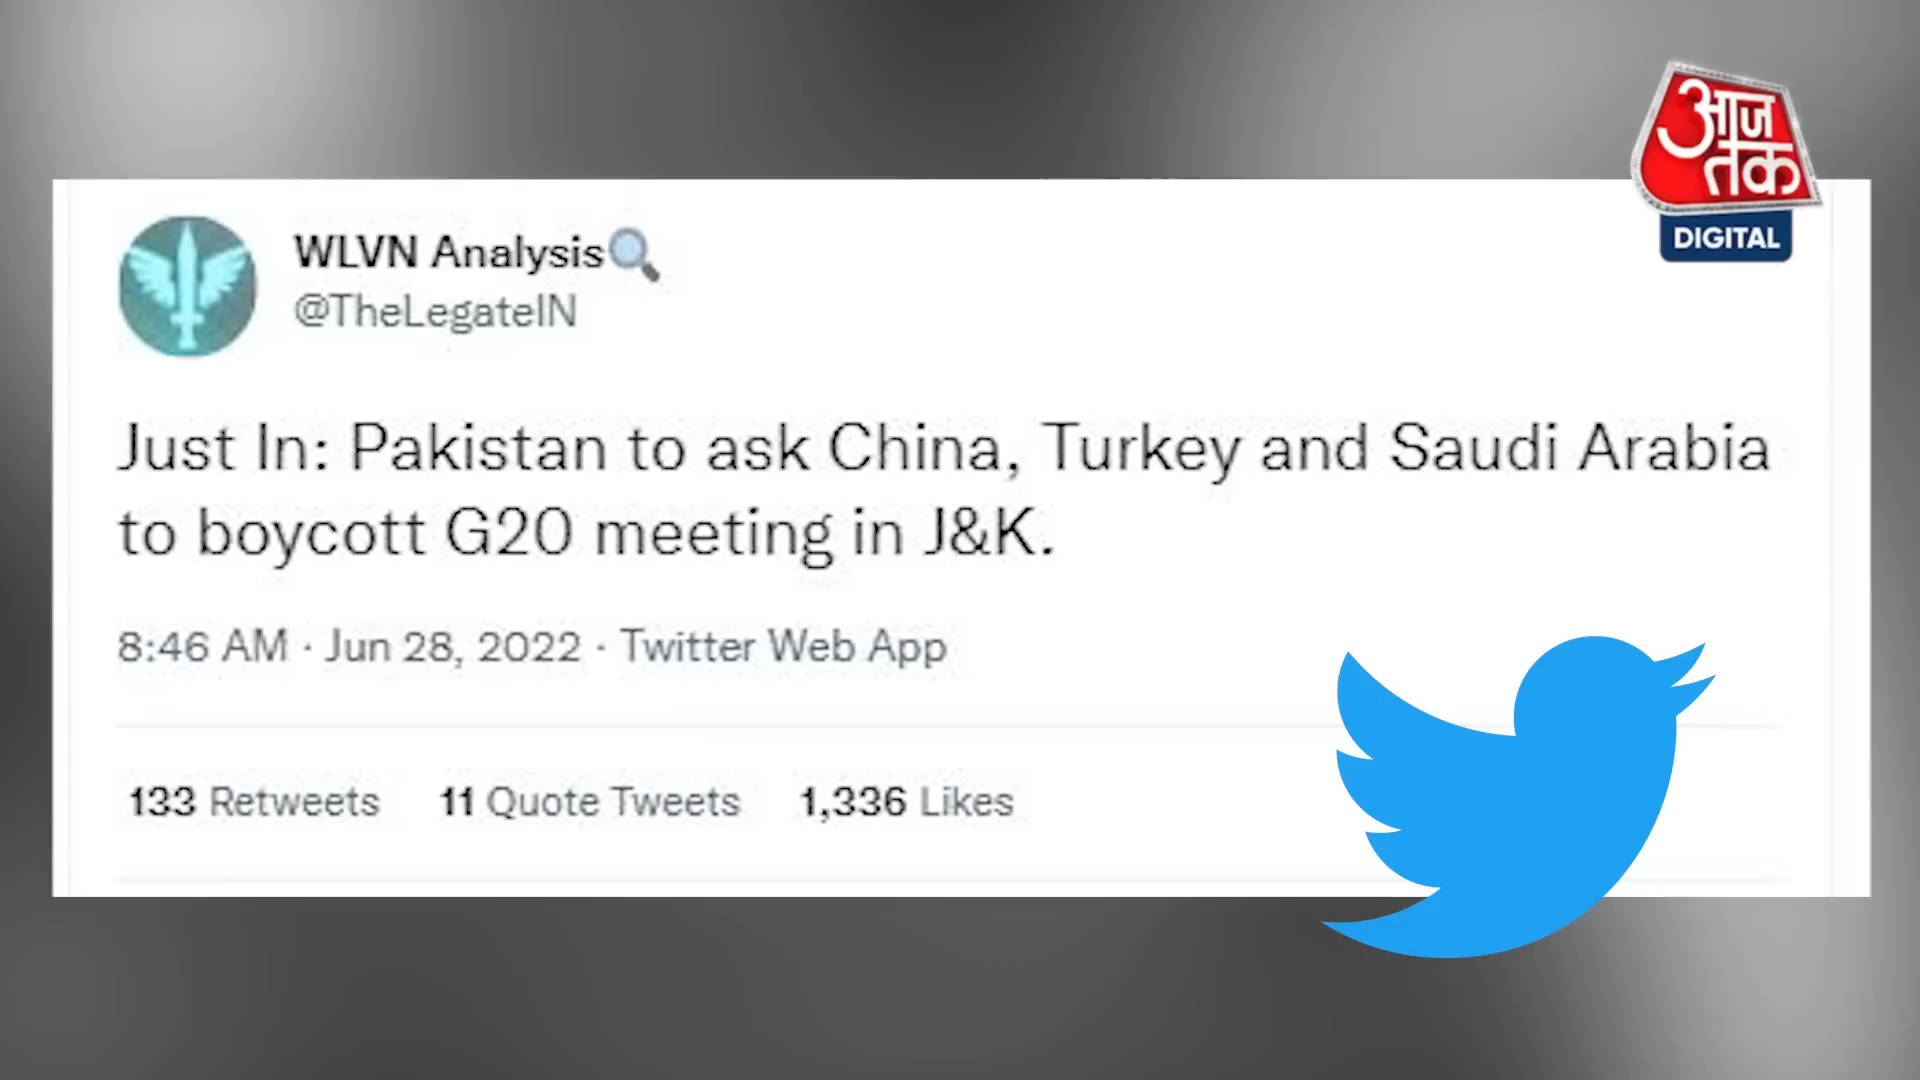 आज
तक
DIGITAL
WLVN Analysis
@TheLegateIN
Just In: Pakistan to ask China, Turkey and Saudi Arabia
to boycott G20 meeting in J&K.
8:46 AM · Jun 28, 2022 · Twitter Web App
133 Retweets 11 Quote Tweets 1,336 Likes